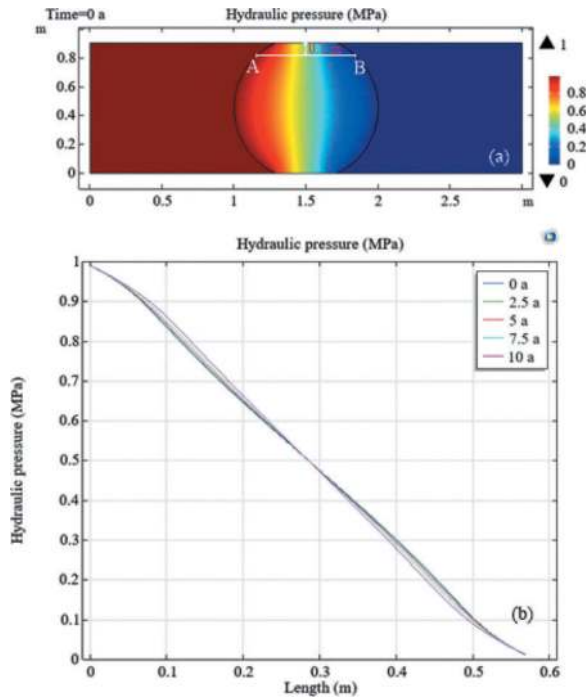 Time=0 a Hydraulic pressure (MPa)
m
0.8
0.6
0.4
0.2
0
A
B
(a)
0 0.5 1 1.5 2 2.5 m
1
0.8
0.6
0.4
0.2
0
0
Hydraulic pressure (MPa)
Hydraulic pressure (MPa)
1
0.9
0.8
0.7
0.6
0.5
0.4
0.3
0.2
0.1
0
0 a
2.5 a
5 a
7.5 a
10 a
(b)
0 0.1 0.2 0.3 0.4 0.5 0.6
Length (m)